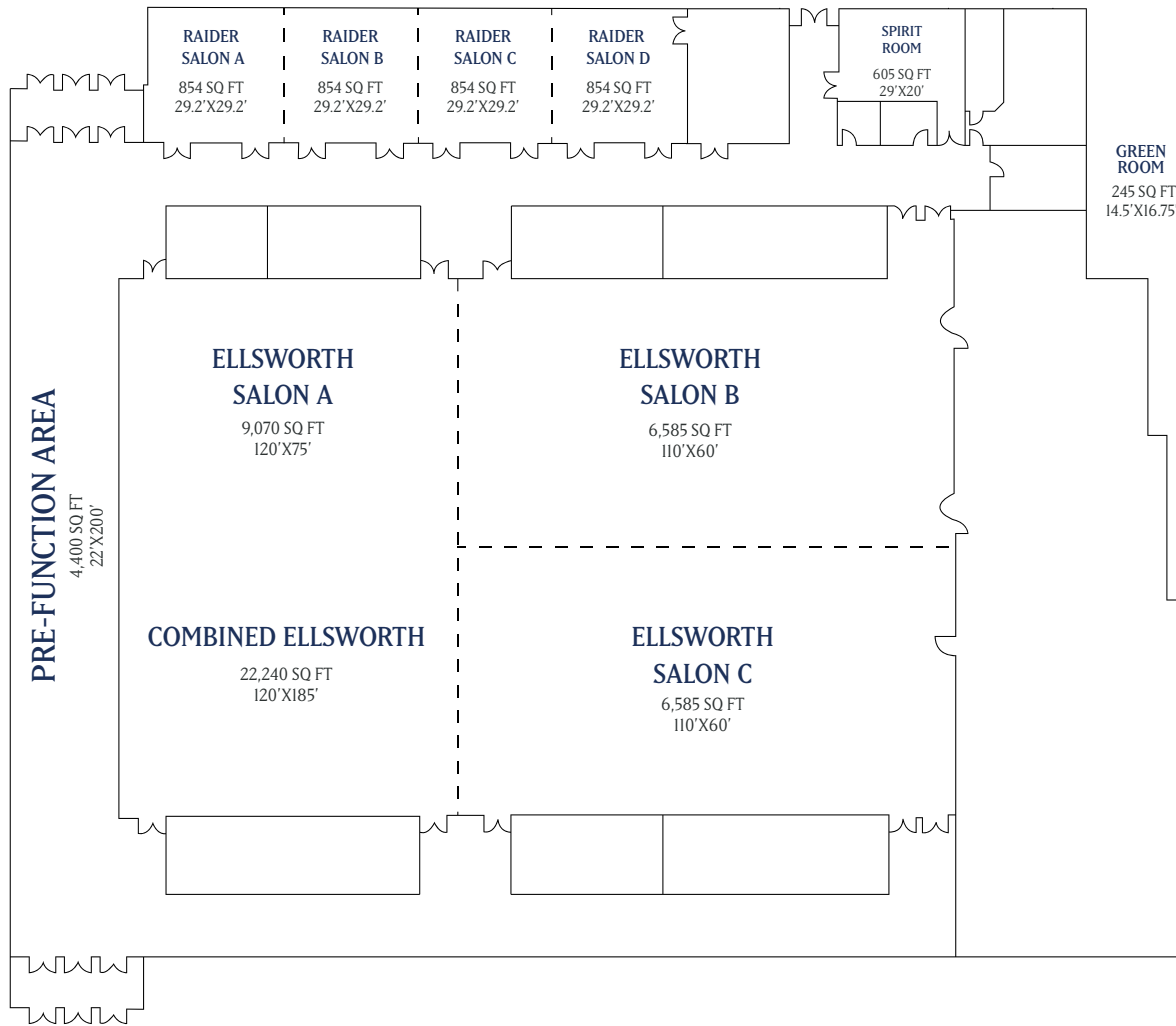 RAIDER
SALON A
854 SQ FT
29.2'X29.2'
RAIDER
SALON B
854 SQ FT
29.2'X29.2'
RAIDER
SALON C
854 SQ FT
29.2'X29.2'
RAIDER
SALON D
854 SQ FT
29.2'X29.2'
SPIRIT
ROOM
605 SQ FT
29'X20'
GREEN
ROOM
245 SQ FT
14.5'X16.75'
ELLSWORTH
SALON A
9,070 SQ FT
120'X75'
ELLSWORTH
SALON B
6,585 SQ FT
110'X60'
PRE-FUNCTION AREA
4,400 SQ FT
22'X200'
COMBINED ELLSWORTH
22,240 SQ FT
120'X185'
ELLSWORTH
SALON C
6,585 SQ FT
110'X60'